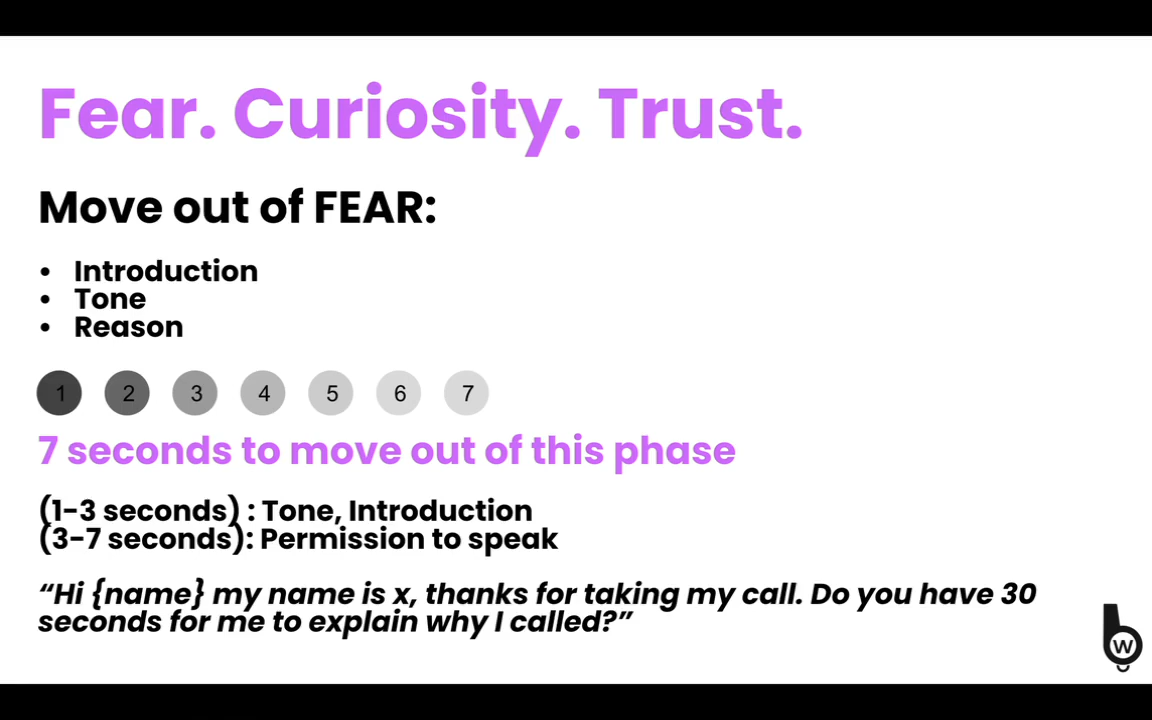 Fear. Curiosity. Trust.
Move out of FEAR:
• Introduction
• Tone
• Reason
1 2 3 4 5 6 7
7 seconds to move out of this phase
(1-3 seconds) : Tone, Introduction
(3-7 seconds): Permission to speak
“Hi {name} my name is x, thanks for taking my call. Do you have 30
seconds for me to explain why I called?”
w